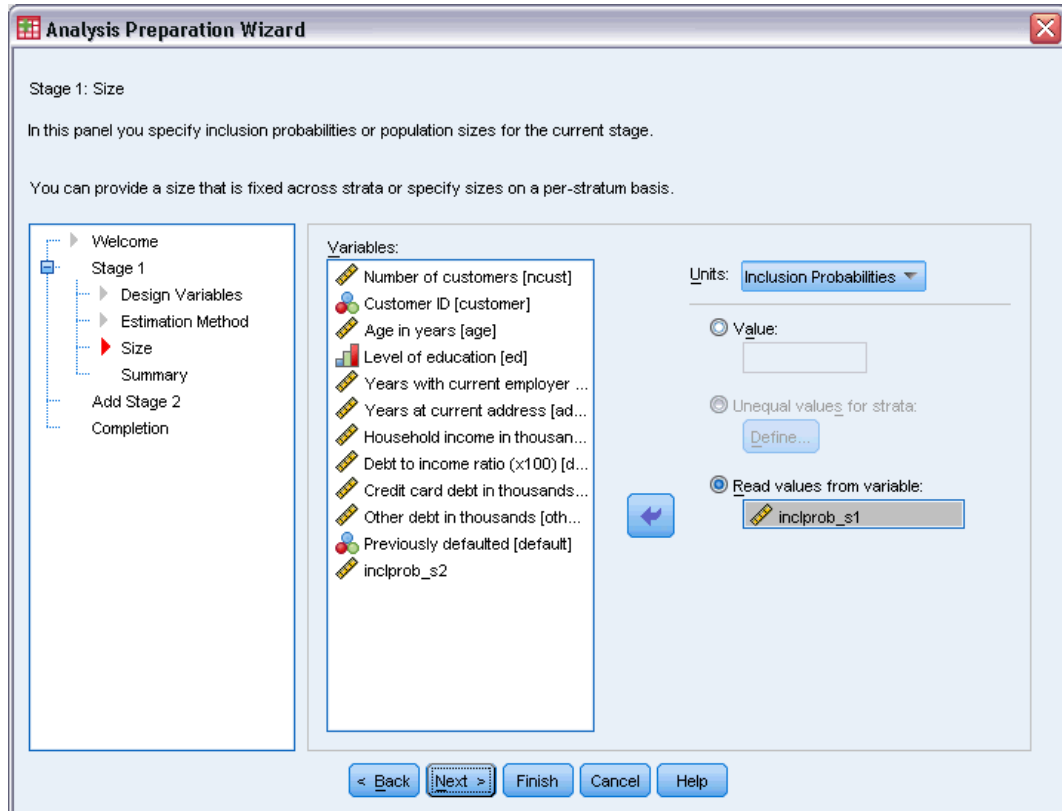 Analysis Preparation Wizard
Stage 1: Size
In this panel you specify inclusion probabilities or population sizes for the current stage.
You can provide a size that is fixed across strata or specify sizes on a per-stratum basis.
Welcome
Stage 1
Design Variables
Estimation Method
Size
Summary
Add Stage 2
Completion
Variables:
Number of customers [ncust]
Customer ID [customer]
Age in years [age]
Level of education [ed]
Years with current employer ...
Years at current address [ad...
Household income in thousan...
Debt to income ratio (x100) [d...
Credit card debt in thousands...
Other debt in thousands [oth...
Previously defaulted [default]
inclprob_s2
Units: Inclusion Probabilities
Value:
Unequal values for strata:
Define...
Read values from variable:
inclprob_s1
< Back Next > Finish Cancel Help